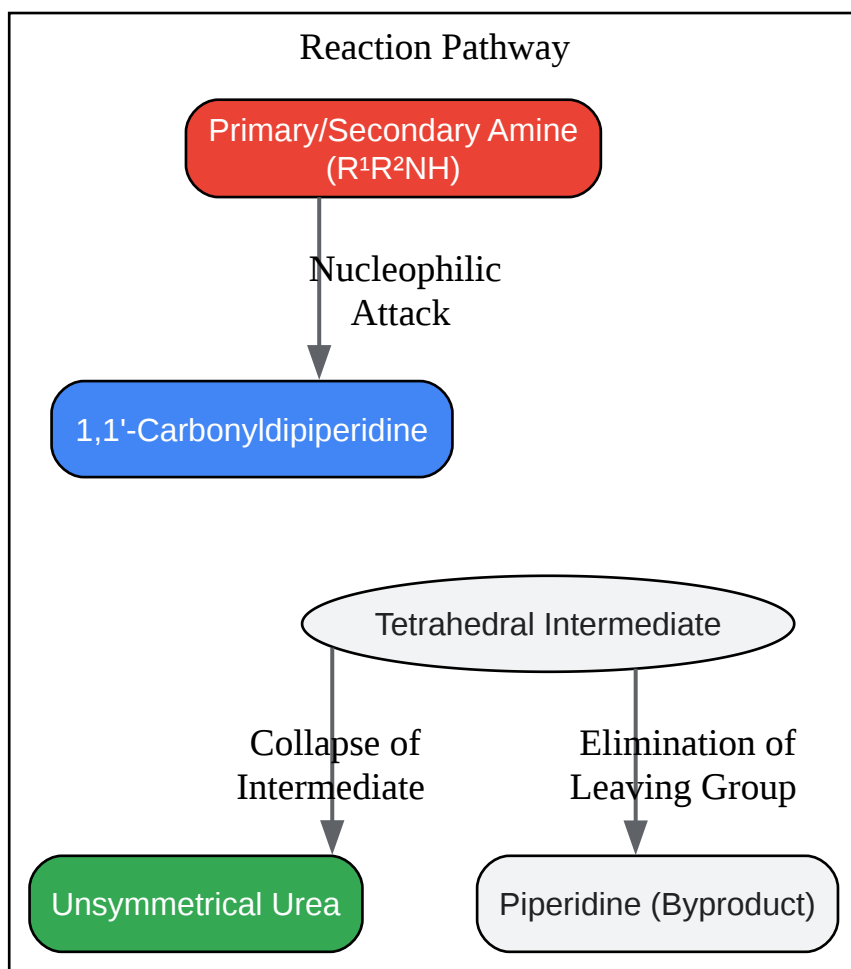 Reaction Pathway
Primary/Secondary Amine
(R¹R²NH)
Nucleophilic
Attack
1,1'-Carbonyldipiperidine
Tetrahedral Intermediate
Collapse of
Intermediate
Elimination of
Leaving Group
Unsymmetrical Urea
Piperidine (Byproduct)